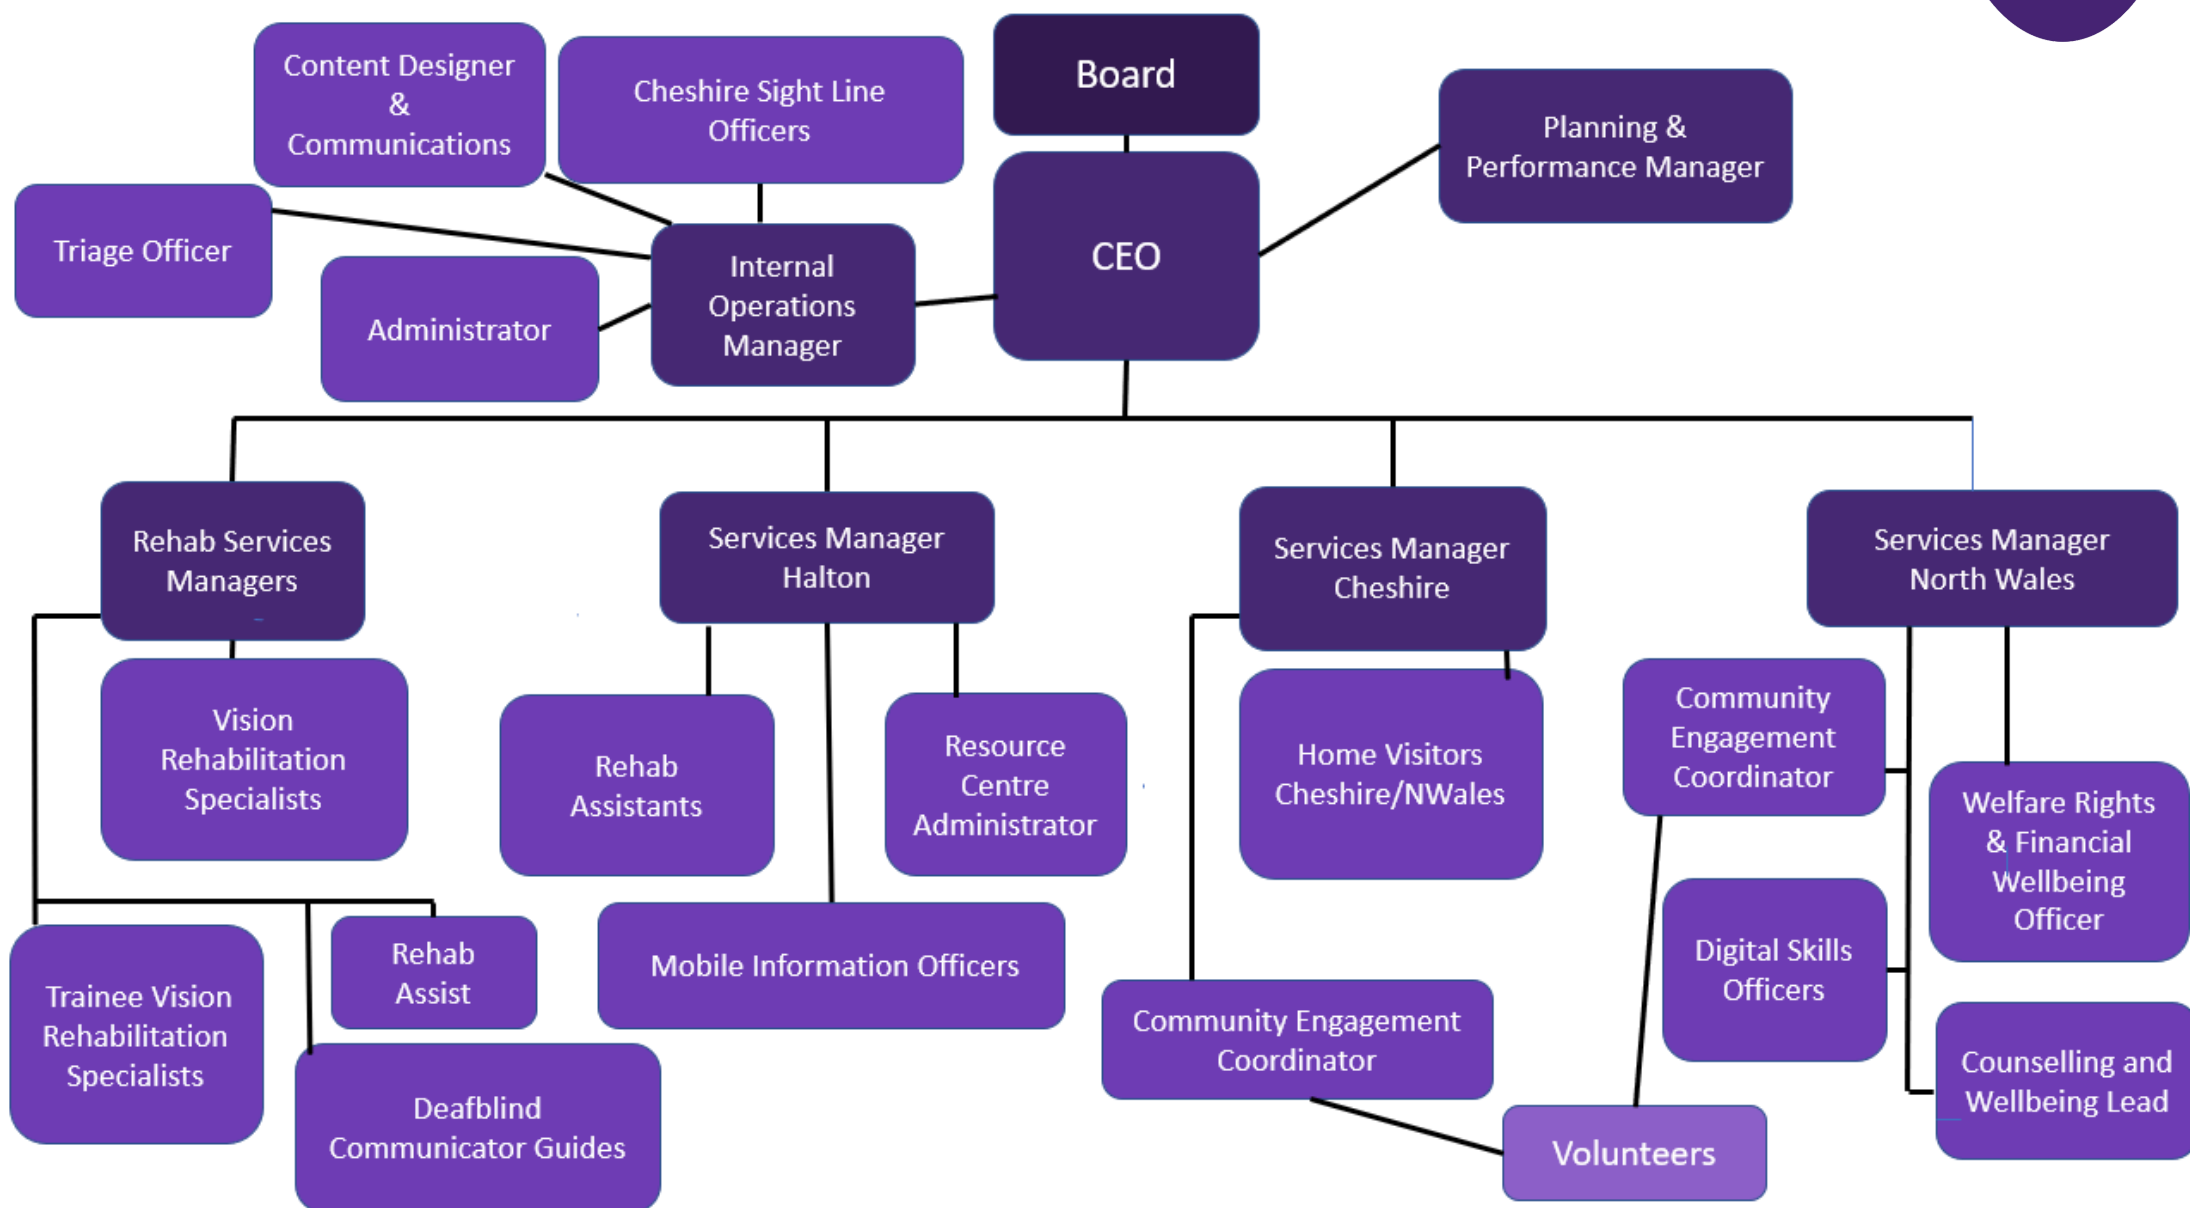 Content Designer
&
Communications
Cheshire Sight Line
Officers
Board
Planning &
Performance Manager
Triage Officer
Administrator
Internal
Operations
Manager
CEO
Rehab Services
Managers
Services Manager
Halton
Services Manager
Cheshire
Services Manager
North Wales
Vision
Rehabilitation
Specialists
Rehab
Assistants
Resource
Centre
Administrator
Home Visitors
Cheshire/NWales
Community
Engagement
Coordinator
Welfare Rights
& Financial
Wellbeing
Officer
Trainee Vision
Rehabilitation
Specialists
Rehab
Assist
Mobile Information Officers
Digital Skills
Officers
Community Engagement
Coordinator
Counselling and
Wellbeing Lead
Deafblind
Communicator Guides
Volunteers